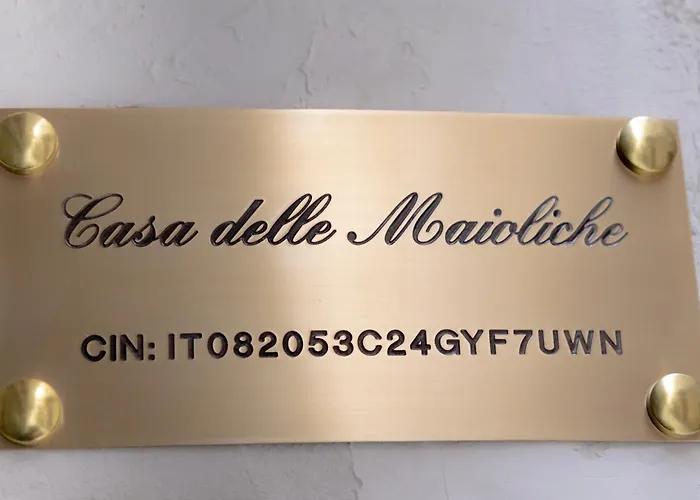 Casa delle Maioliche
CIN: IT082053C24GYF7UWN